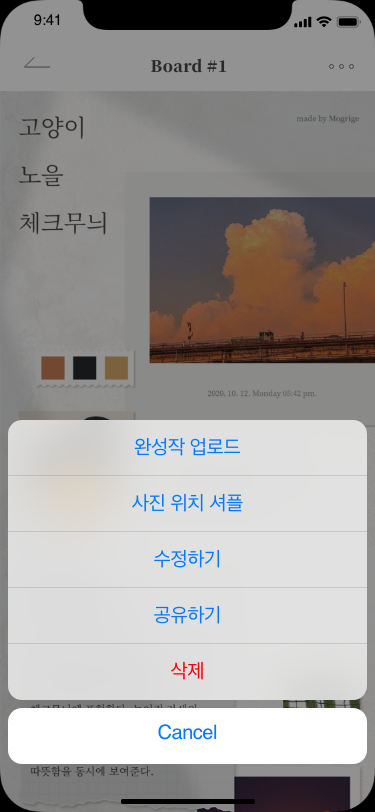 9:41
Board #1
고양이
made by Mogrige
노을
체크무늬
2020. 10. 12. Monday 05:42 pm.
완성작 업로드
사진 위치 셔플
수정하기
공유하기
삭제
Cancel
따뜻함을 동시에 보여준다.